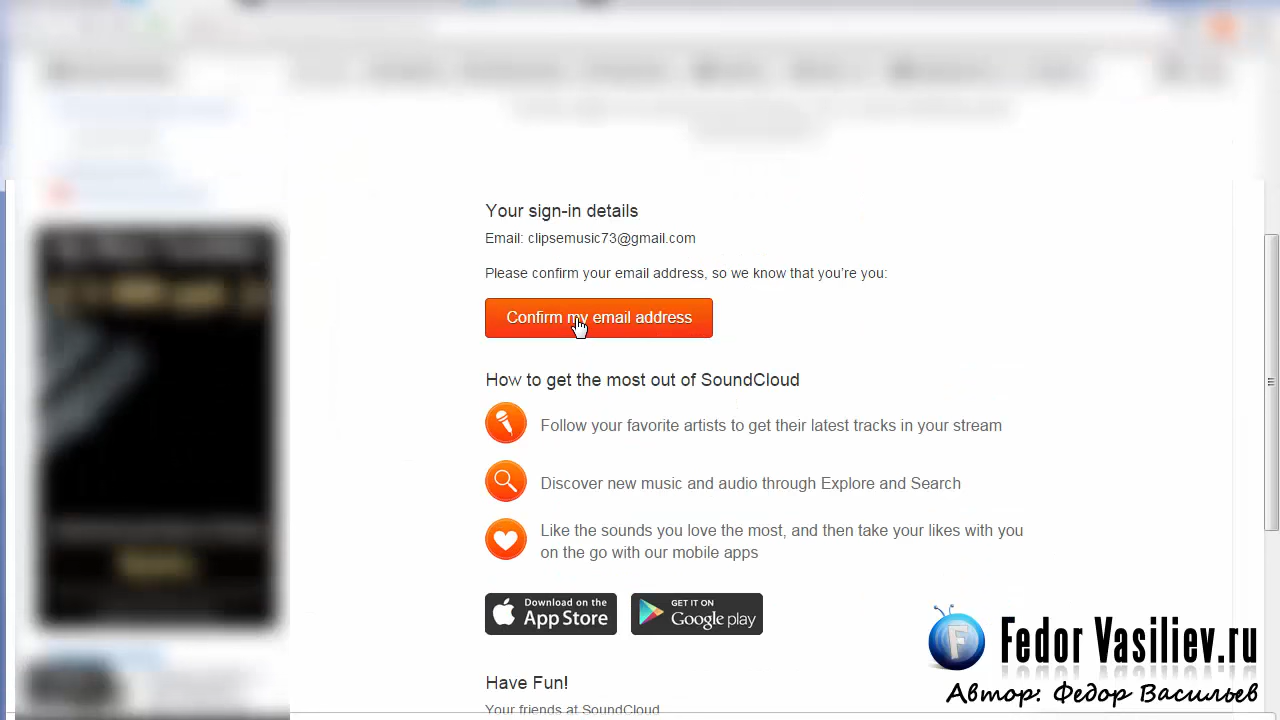 Your sign-in details
Email: clipsemusic73@gmail.com
Please confirm your email address, so we know that you're you:
Confirm my email address
How to get the most out of SoundCloud
Follow your favorite artists to get their latest tracks in your stream
Discover new music and audio through Explore and Search
Like the sounds you love the most, and then take your likes with you
on the go with our mobile apps
Download on the
App Store
GET IT ON
Google play
Have Fun!
Your friends at SoundCloud
F
Fedor Vasiliev.ru
Автор: Федор Васильев